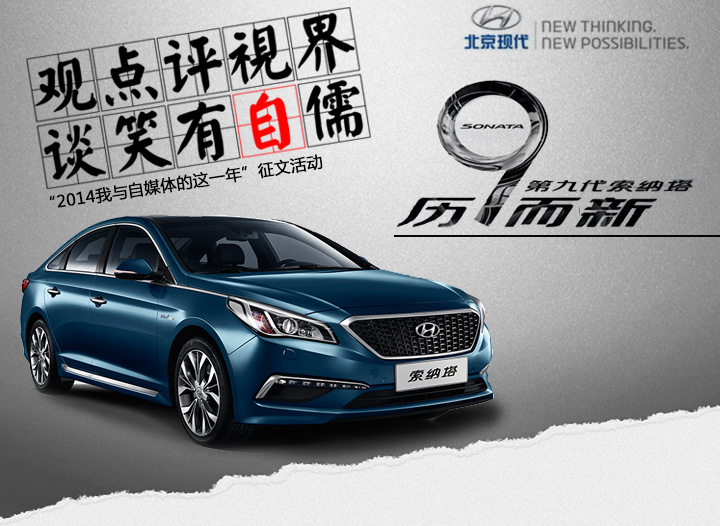 观点评視界
谈笑有自儒
“2014我与自媒体的这一年”征文活动
北京现代
NEW THINKING.
NEW POSSIBILITIES.
SONATA
第九代索纳塔
历9而新
索纳塔